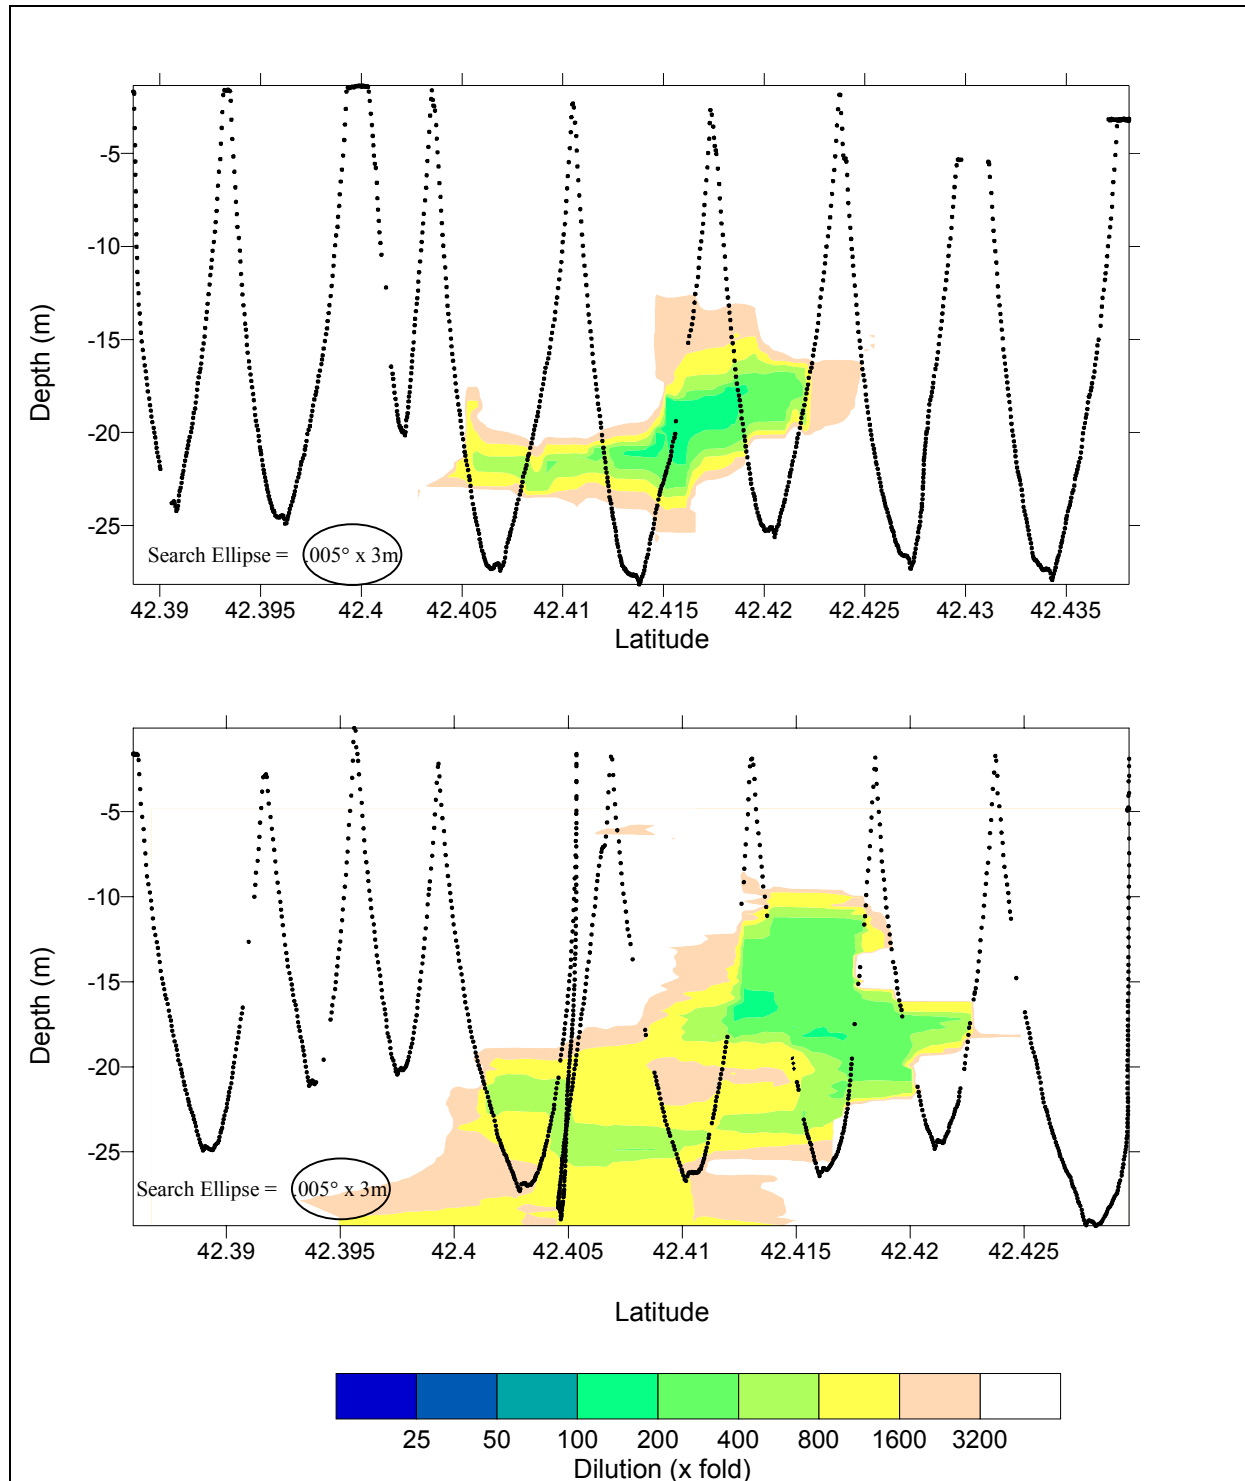 -5
-10
-15
-20
-25
Depth (m)
Search Ellipse = .005° x 3m
42.39 42.395 42.4 42.405 42.41 42.415 42.42 42.425 42.43 42.435
Latitude
-5
-10
-15
-20
-25
Depth (m)
Search Ellipse = .005° x 3m
42.39 42.395 42.4 42.405 42.41 42.415 42.42 42.425
Latitude
25 50 100 200 400 800 1600 3200
Dilution (x fold)